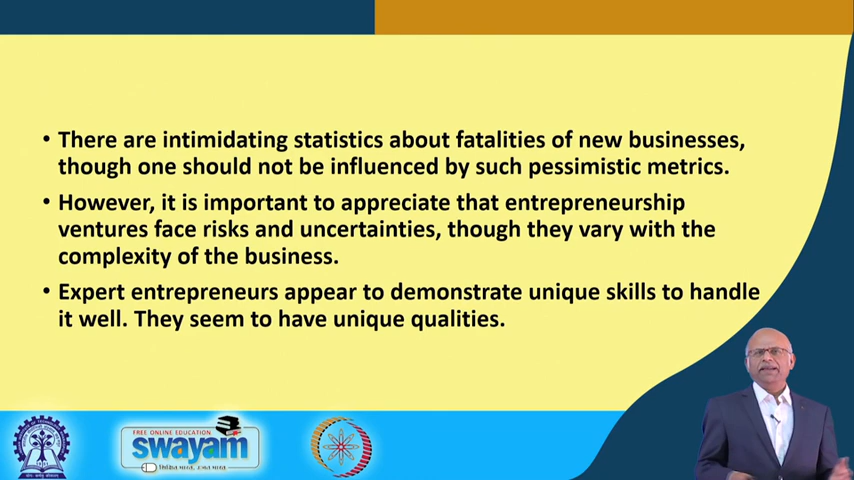 • There are intimidating statistics about fatalities of new businesses,
though one should not be influenced by such pessimistic metrics.
• However, it is important to appreciate that entrepreneurship
ventures face risks and uncertainties, though they vary with the
complexity of the business.
• Expert entrepreneurs appear to demonstrate unique skills to handle
it well. They seem to have unique qualities.
FREE ONLINE EDUCATION
swayam